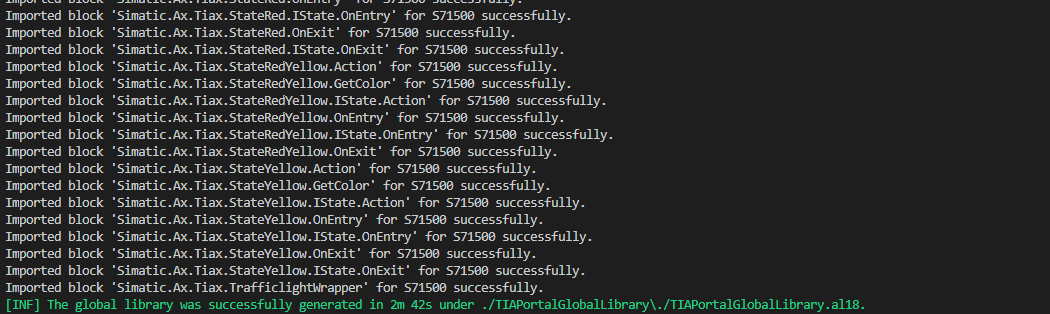 Imported block 'Simatic.Ax.Tiax.StateRed.IState.OnEntry' for S71500 successfully.
Imported block 'Simatic.Ax.Tiax.StateRed.OnExit' for S71500 successfully.
Imported block 'Simatic.Ax.Tiax.StateRed.IState.OnExit' for S71500 successfully.
Imported block 'Simatic.Ax.Tiax.StateRedYellow.Action' for S71500 successfully.
Imported block 'Simatic.Ax.Tiax.StateRedYellow.GetColor' for S71500 successfully.
Imported block 'Simatic.Ax.Tiax.StateRedYellow.IState.Action' for S71500 successfully.
Imported block 'Simatic.Ax.Tiax.StateRedYellow.OnEntry' for S71500 successfully.
Imported block 'Simatic.Ax.Tiax.StateRedYellow.IState.OnEntry' for S71500 successfully.
Imported block 'Simatic.Ax.Tiax.StateRedYellow.OnExit' for S71500 successfully.
Imported block 'Simatic.Ax.Tiax.StateYellow.Action' for S71500 successfully.
Imported block 'Simatic.Ax.Tiax.StateYellow.GetColor' for S71500 successfully.
Imported block 'Simatic.Ax.Tiax.StateYellow.IState.Action' for S71500 successfully.
Imported block 'Simatic.Ax.Tiax.StateYellow.OnEntry' for S71500 successfully.
Imported block 'Simatic.Ax.Tiax.StateYellow.IState.OnEntry' for S71500 successfully.
Imported block 'Simatic.Ax.Tiax.StateYellow.OnExit' for S71500 successfully.
Imported block 'Simatic.Ax.Tiax.StateYellow.IState.OnExit' for S71500 successfully.
Imported block 'Simatic.Ax.Tiax.TrafficlightWrapper' for S71500 successfully.
[INF] The global library was successfully generated in 2m 42s under ./TIAPortalGlobalLibrary\./TIAPortalGlobalLibrary.al18.